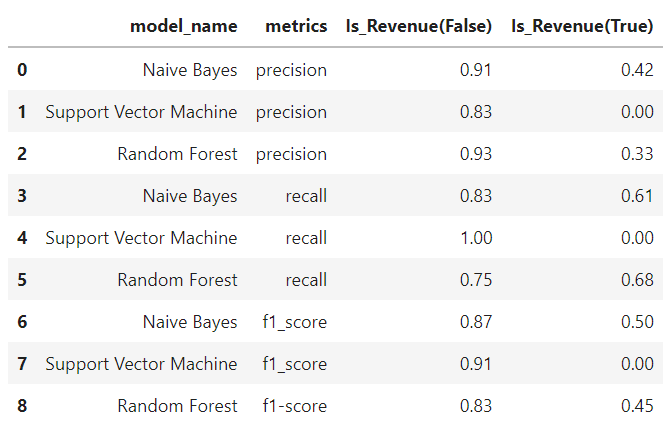 model_name metrics Is_Revenue(False) Is_Revenue(True)
0 Naive Bayes precision 0.91 0.42
1 Support Vector Machine precision 0.83 0.00
2 Random Forest precision 0.93 0.33
3 Naive Bayes recall 0.83 0.61
4 Support Vector Machine recall 1.00 0.00
5 Random Forest recall 0.75 0.68
6 Naive Bayes f1_score 0.87 0.50
7 Support Vector Machine f1_score 0.91 0.00
8 Random Forest f1-score 0.83 0.45